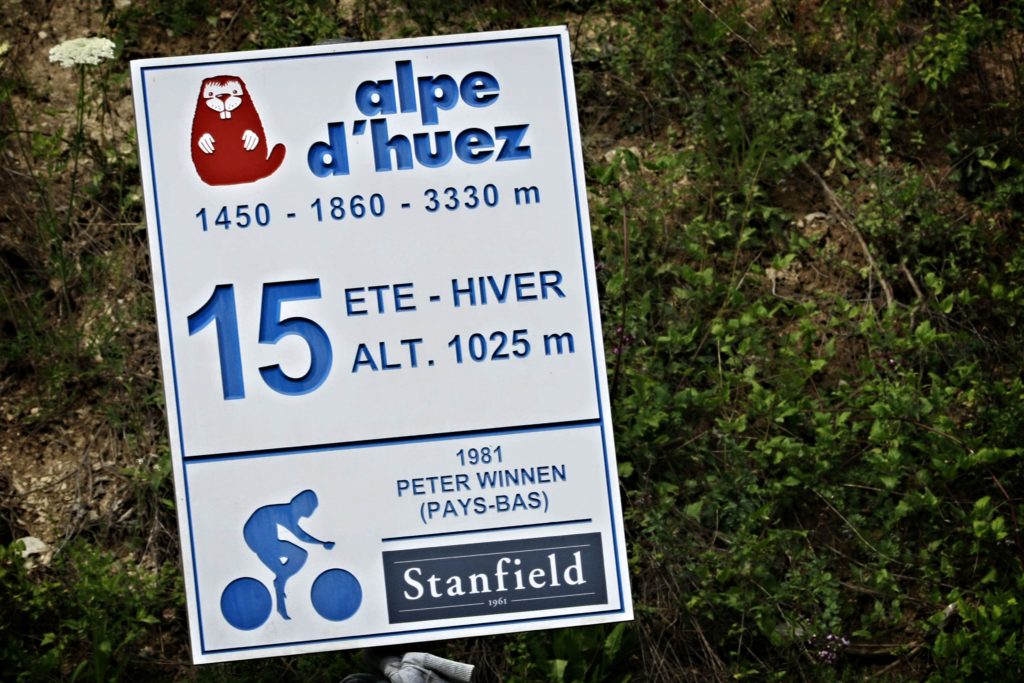 alpe
d'huez
1450 - 1860 - 3330 m
15
ETE - HIVER
ALT. 1025 m
1981
PETER WINNEN
(PAYS-BAS)
Stanfield
1961